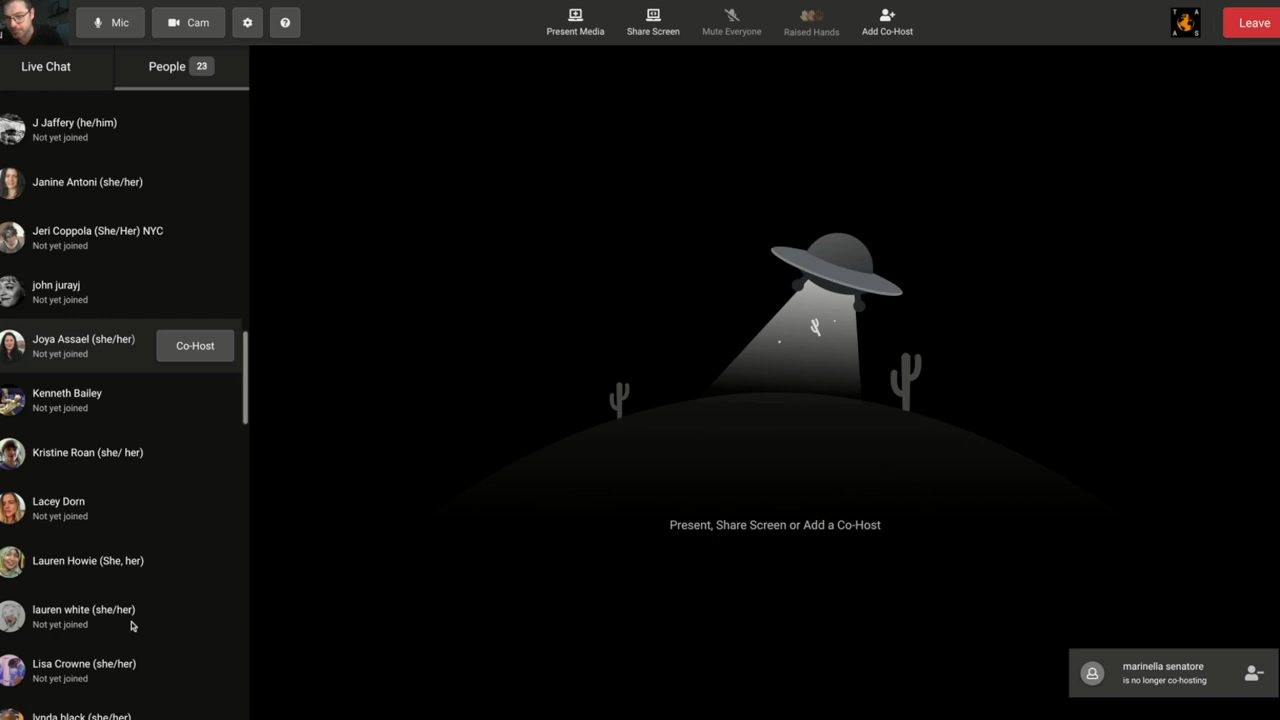 Mic
Cam
Present Media
Share Screen
Mute Everyone
Raised Hands
Add Co-Host
T A
A S
Leave
Live Chat
People 23
J Jaffery (he/him)
Not yet joined
Janine Antoni (she/her)
Jeri Coppola (She/Her) NYC
Not yet joined
john jurayj
Not yet joined
Joya Assael (she/her)
Not yet joined
Co-Host
Kenneth Bailey
Not yet joined
Kristine Roan (she/ her)
Lacey Dorn
Not yet joined
Lauren Howie (She, her)
lauren white (she/her)
Not yet joined
Lisa Crowne (she/her)
Not yet joined
lynda black (she/her)
Present, Share Screen or Add a Co-Host
marinella senatore
is no longer co-hosting